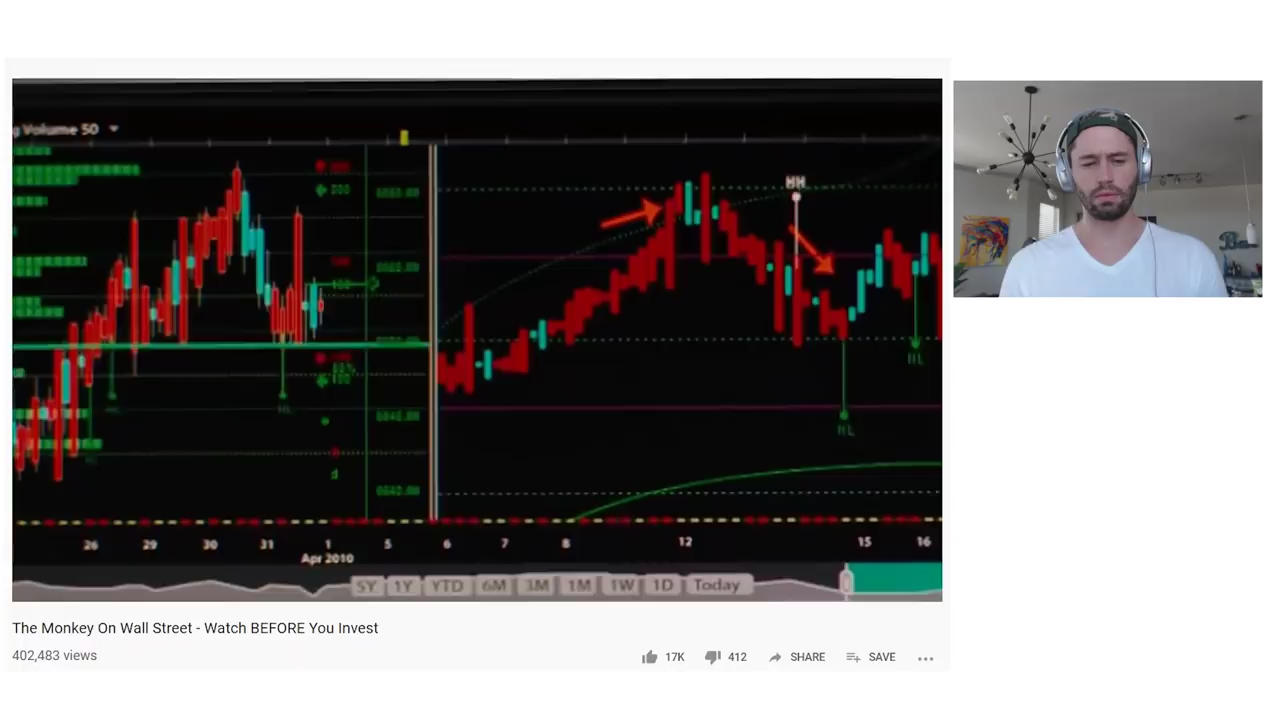 g Volume 50
HH
HL
HL
HL
HL
26 29 30 31 1 5 6 7 8 12 15 16
Apr 2010
5Y 1Y YTD 6M 3M 1M 1W 1D Today
The Monkey On Wall Street - Watch BEFORE You Invest
402,483 views
17K 412 SHARE SAVE